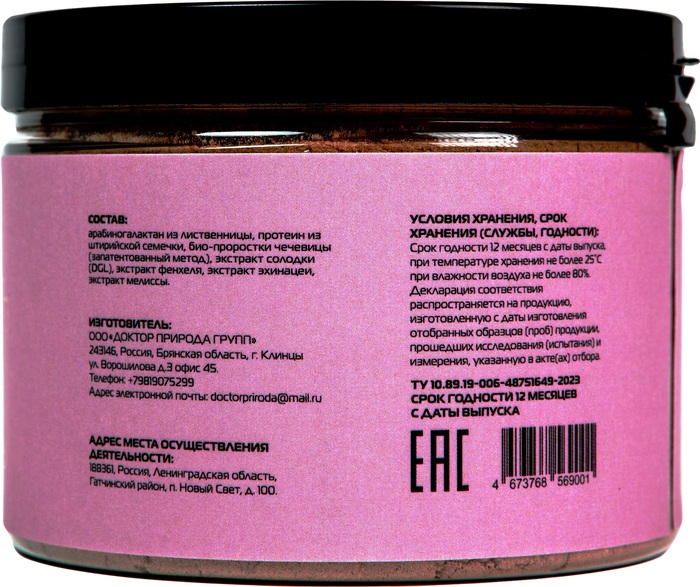 СОСТАВ:
арабиногалактан из лиственницы, протеин из
штирийской семечки, био-проростки чечевицы
(запатентованный метод), экстракт солодки
(DGL), экстракт фенхеля, экстракт эхинацеи,
экстракт мелиссы.
ИЗГОТОВИТЕЛЬ:
ООО «ДОКТОР ПРИРОДА ГРУПП»
243146, Россия, Брянская область, г. Клинцы
ул. Ворошилова д.3 офис 45.
Телефон: +79819075299
Адрес электронной почты: doctorpriroda@mail.ru
АДРЕС МЕСТА ОСУЩЕСТВЛЕНИЯ
ДЕЯТЕЛЬНОСТИ:
188361, Россия, Ленинградская область,
Гатчинский район, п. Новый Свет, д. 100.
УСЛОВИЯ ХРАНЕНИЯ, СРОК
ХРАНЕНИЯ (СЛУЖБЫ, ГОДНОСТИ):
Срок годности 12 месяцев с даты выпуска,
при температуре хранения не более 25°С
при влажности воздуха не более 80%.
Декларация соответствия
распространяется на продукцию,
изготовленную с даты изготовления
отобранных образцов (проб) продукции,
прошедших исследования (испытания) и
измерения, указанную в акте(ах) отбора.
ТУ 10.89.19-006-48751649-2023
СРОК ГОДНОСТИ 12 МЕСЯЦЕВ
С ДАТЫ ВЫПУСКА
ЕАС
4 673768 569001